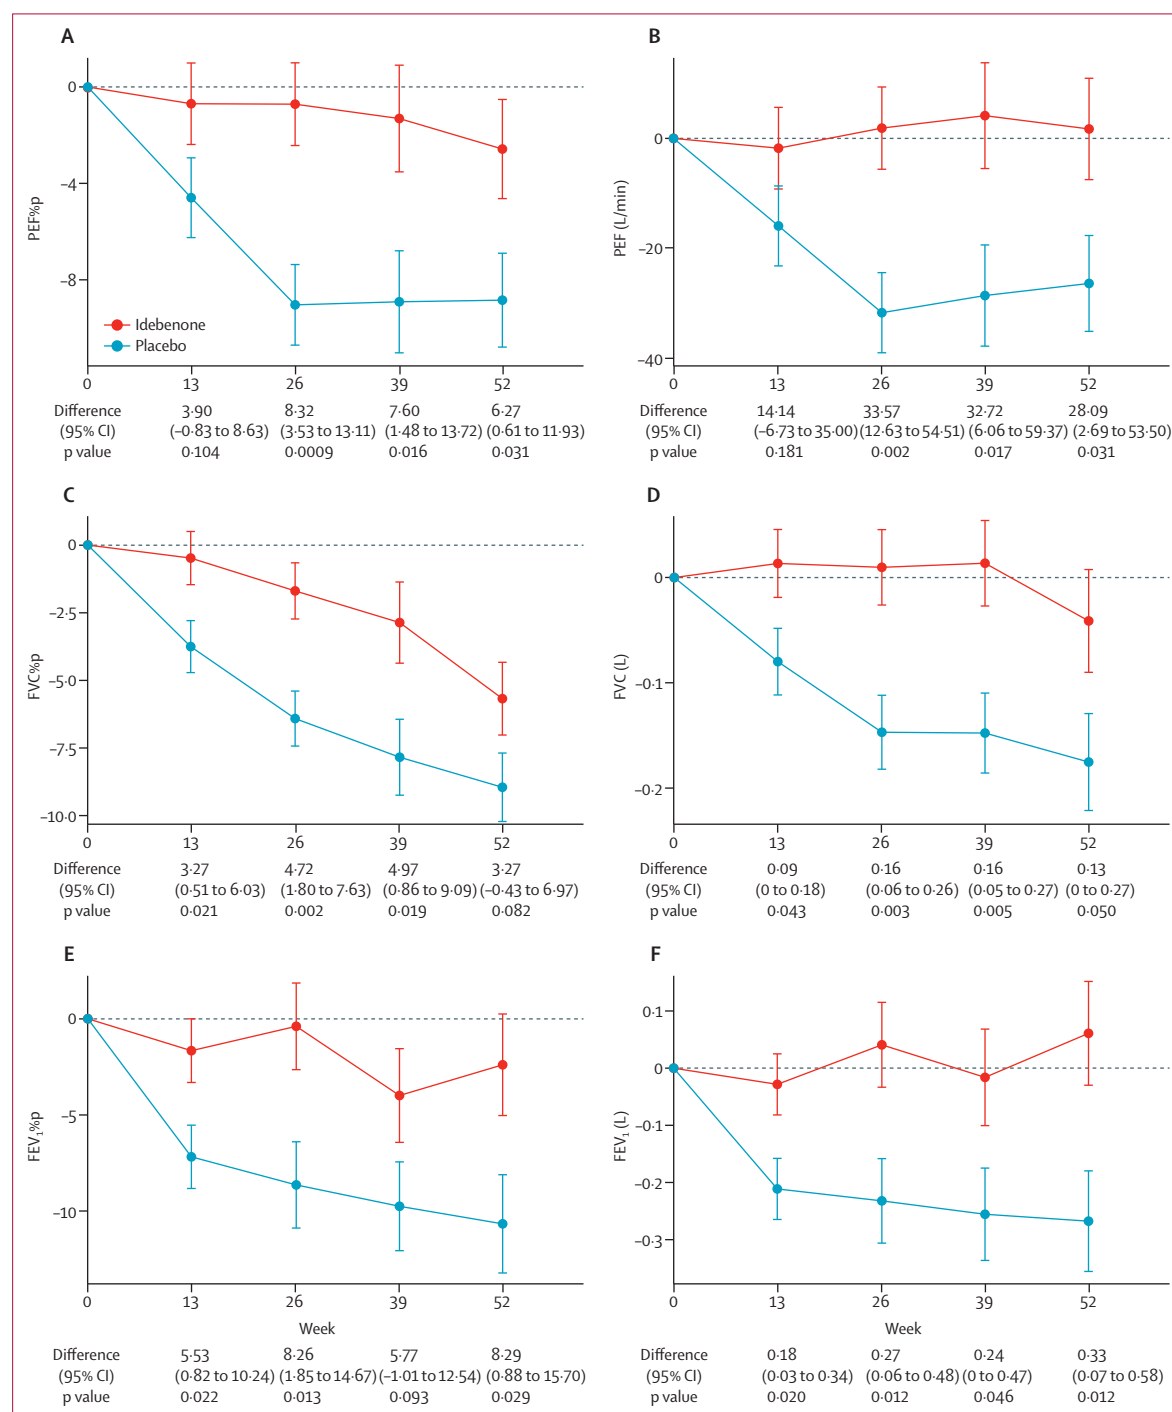 A
0
−4
−8
PEF%p
Idebenone
Placebo
0 13 26 39 52
Difference 3·90 8·32 7·60 6·27
(95% CI) (−0·83 to 8·63) (3·53 to 13·11) (1·48 to 13·72) (0·61 to 11·93)
p value 0·104 0·0009 0·016 0·031
B
0
−20
−40
PEF (L/min)
0 13 26 39 52
Difference 14·14 33·57 32·72 28·09
(95% CI) (−6·73 to 35·00) (12·63 to 54·51) (6·06 to 59·37) (2·69 to 53·50)
p value 0·181 0·002 0·017 0·031
C
0
−2·5
−5·0
−7·5
−10·0
FVC%p
0 13 26 39 52
Difference 3·27 4·72 4·97 3·27
(95% CI) (0·51 to 6·03) (1·80 to 7·63) (0·86 to 9·09) (−0·43 to 6·97)
p value 0·021 0·002 0·019 0·082
D
0
−0·1
−0·2
FVC (L)
0 13 26 39 52
Difference 0·09 0·16 0·16 0·13
(95% CI) (0 to 0·18) (0·06 to 0·26) (0·05 to 0·27) (0 to 0·27)
p value 0·043 0·003 0·005 0·050
E
0
−5
−10
FEV₁%p
0 13 26 39 52
Week
Difference 5·53 8·26 5·77 8·29
(95% CI) (0·82 to 10·24) (1·85 to 14·67) (−1·01 to 12·54) (0·88 to 15·70)
p value 0·022 0·013 0·093 0·029
F
0·1
0
−0·1
−0·2
−0·3
FEV₁ (L)
0 13 26 39 52
Week
Difference 0·18 0·27 0·24 0·33
(95% CI) (0·03 to 0·34) (0·06 to 0·48) (0 to 0·47) (0·07 to 0·58)
p value 0·020 0·012 0·046 0·012